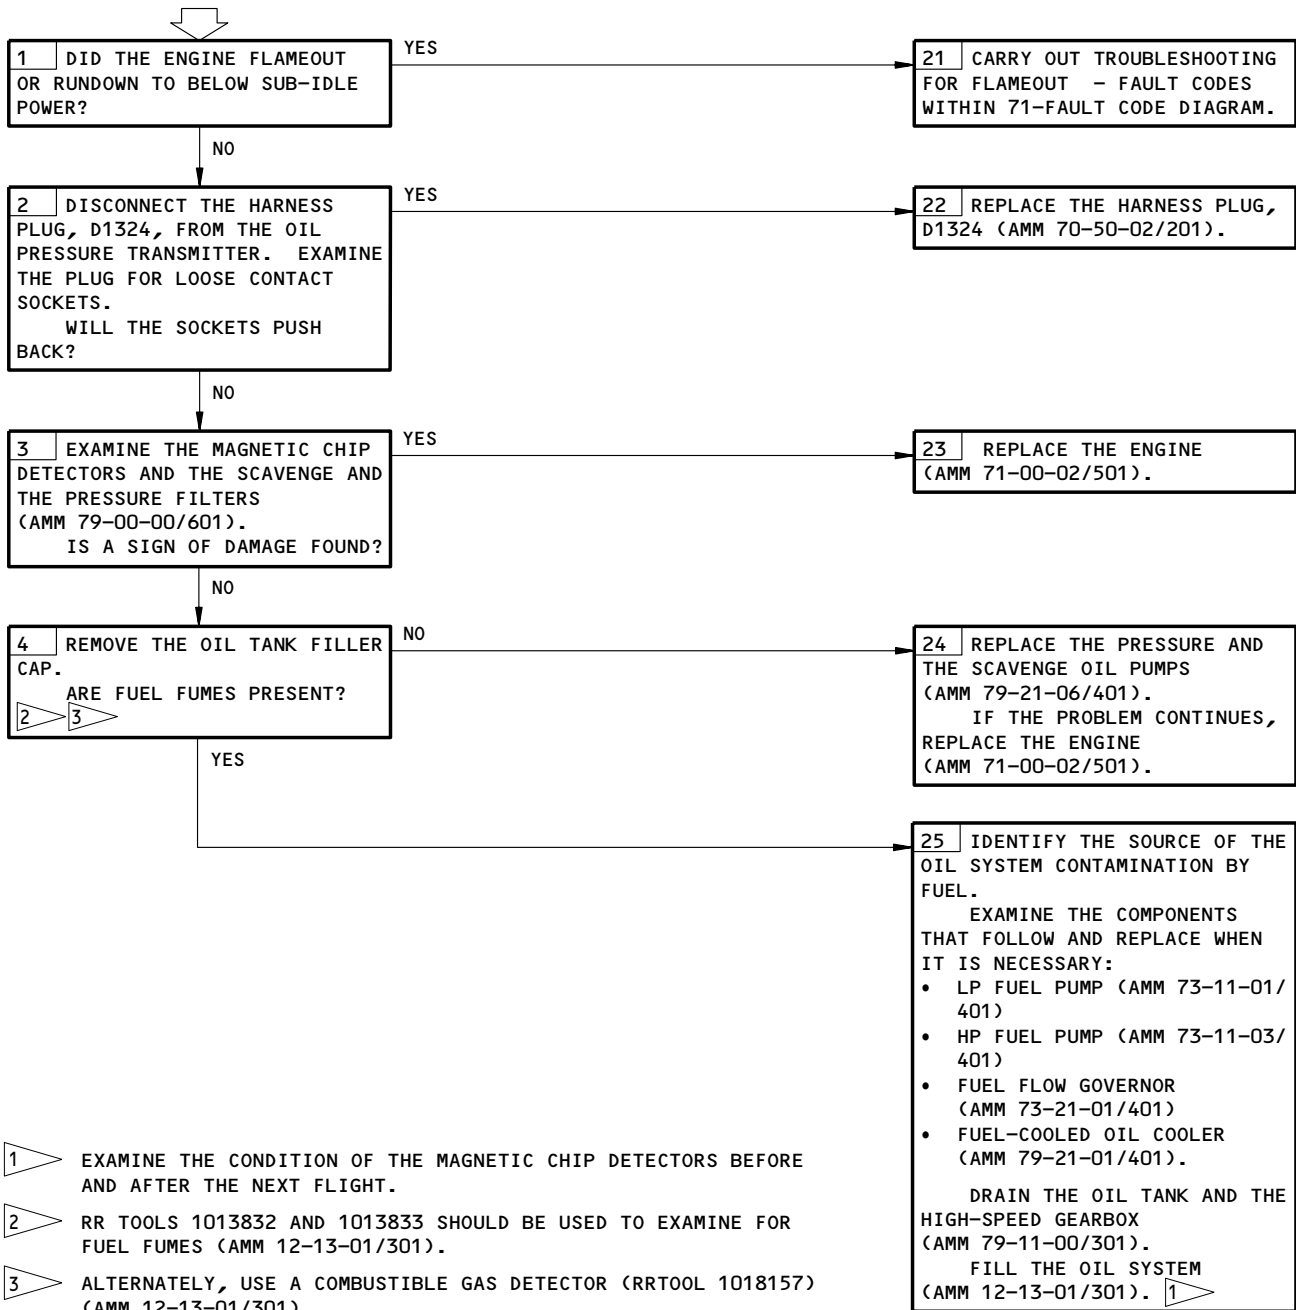 1 DID THE ENGINE FLAMEOUT
OR RUNDOWN TO BELOW SUB-IDLE
POWER?
YES
21 CARRY OUT TROUBLESHOOTING
FOR FLAMEOUT - FAULT CODES
WITHIN 71-FAULT CODE DIAGRAM.
NO
2 DISCONNECT THE HARNESS
PLUG, D1324, FROM THE OIL
PRESSURE TRANSMITTER. EXAMINE
THE PLUG FOR LOOSE CONTACT
SOCKETS.
WILL THE SOCKETS PUSH
BACK?
YES
22 REPLACE THE HARNESS PLUG,
D1324 (AMM 70-50-02/201).
NO
3 EXAMINE THE MAGNETIC CHIP
DETECTORS AND THE SCAVENGE AND
THE PRESSURE FILTERS
(AMM 79-00-00/601).
IS A SIGN OF DAMAGE FOUND?
YES
23 REPLACE THE ENGINE
(AMM 71-00-02/501).
NO
4 REMOVE THE OIL TANK FILLER
CAP.
ARE FUEL FUMES PRESENT?
2 3
NO
24 REPLACE THE PRESSURE AND
THE SCAVENGE OIL PUMPS
(AMM 79-21-06/401).
IF THE PROBLEM CONTINUES,
REPLACE THE ENGINE
(AMM 71-00-02/501).
YES
25 IDENTIFY THE SOURCE OF THE
OIL SYSTEM CONTAMINATION BY
FUEL.
EXAMINE THE COMPONENTS
THAT FOLLOW AND REPLACE WHEN
IT IS NECESSARY:
• LP FUEL PUMP (AMM 73-11-01/
401)
• HP FUEL PUMP (AMM 73-11-03/
401)
• FUEL FLOW GOVERNOR
(AMM 73-21-01/401)
• FUEL-COOLED OIL COOLER
(AMM 79-21-01/401).
DRAIN THE OIL TANK AND THE
HIGH-SPEED GEARBOX
(AMM 79-11-00/301).
FILL THE OIL SYSTEM
(AMM 12-13-01/301). 1
1 EXAMINE THE CONDITION OF THE MAGNETIC CHIP DETECTORS BEFORE
AND AFTER THE NEXT FLIGHT.
2 RR TOOLS 1013832 AND 1013833 SHOULD BE USED TO EXAMINE FOR
FUEL FUMES (AMM 12-13-01/301).
3 ALTERNATELY, USE A COMBUSTIBLE GAS DETECTOR (RRTOOL 1018157)
(AMM 12-13-01/301)